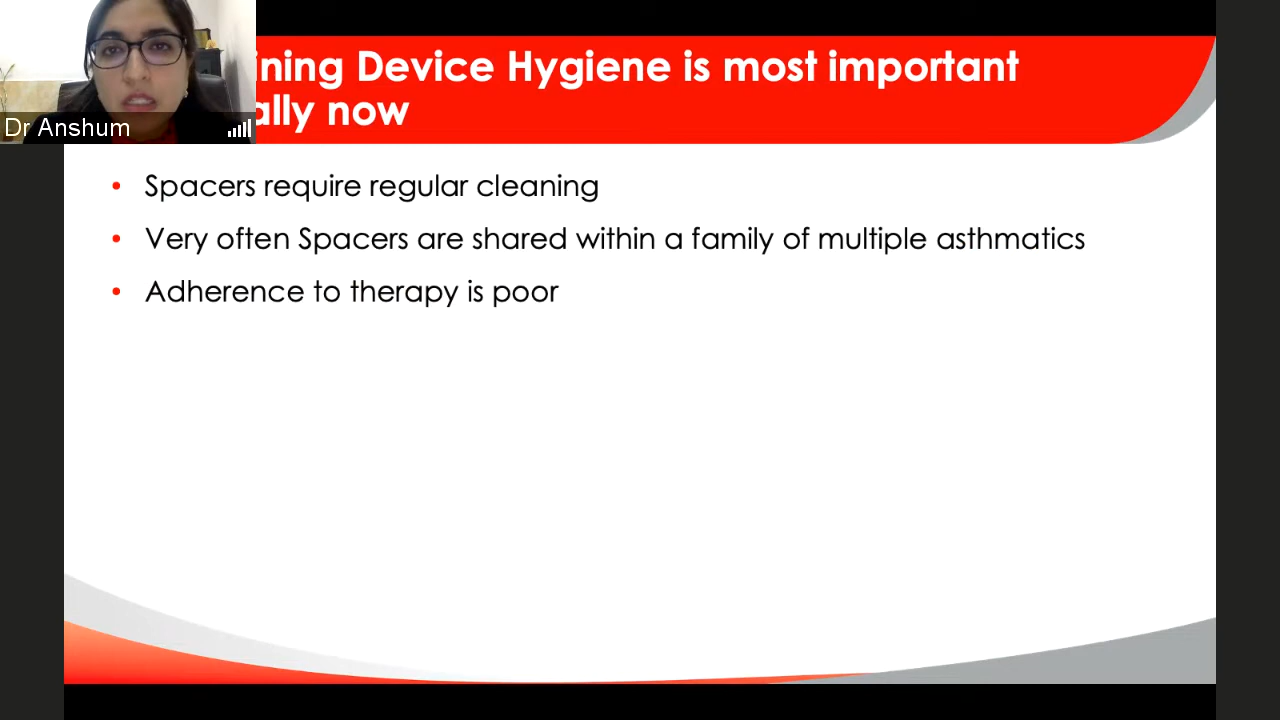 ining Device Hygiene is most important
ally now
Dr Anshum
• Spacers require regular cleaning
• Very often Spacers are shared within a family of multiple asthmatics
• Adherence to therapy is poor